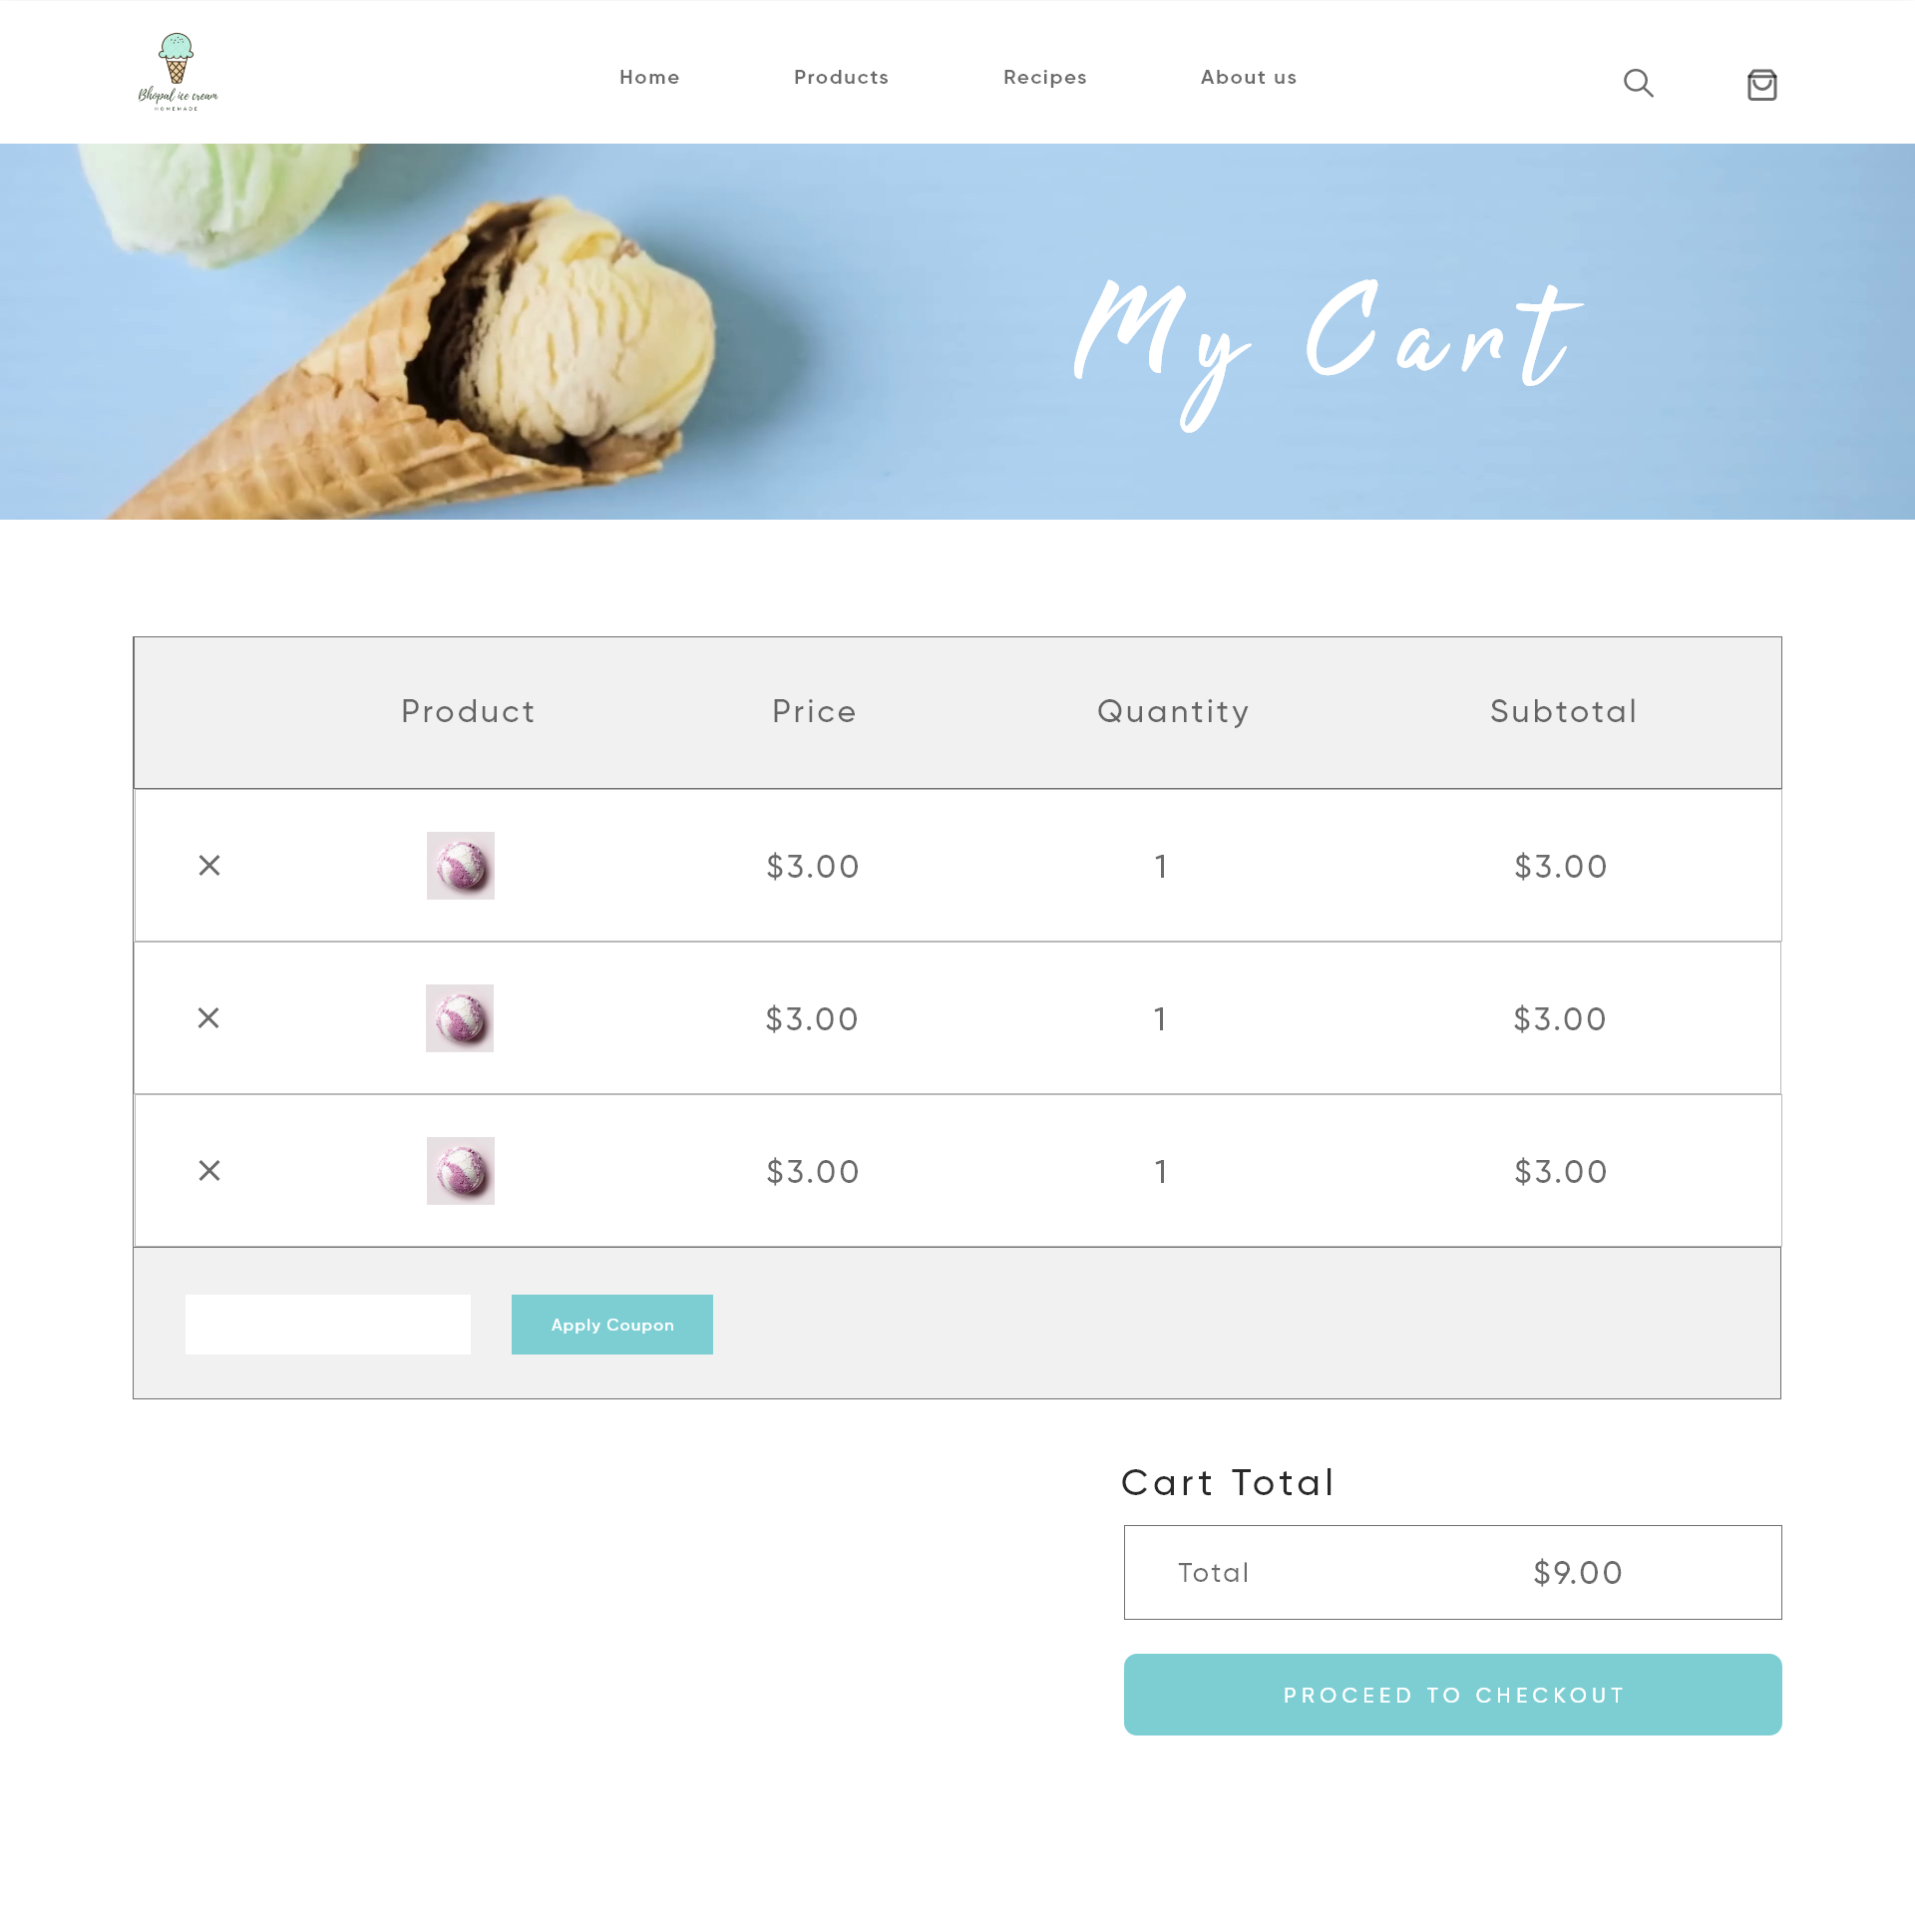 Bhopal ice cream
HOMEMADE
Home Products Recipes About us
My Cart
Product Price Quantity Subtotal
$3.00 1 $3.00
$3.00 1 $3.00
$3.00 1 $3.00
Apply Coupon
Cart Total
Total $9.00
PROCEED TO CHECKOUT